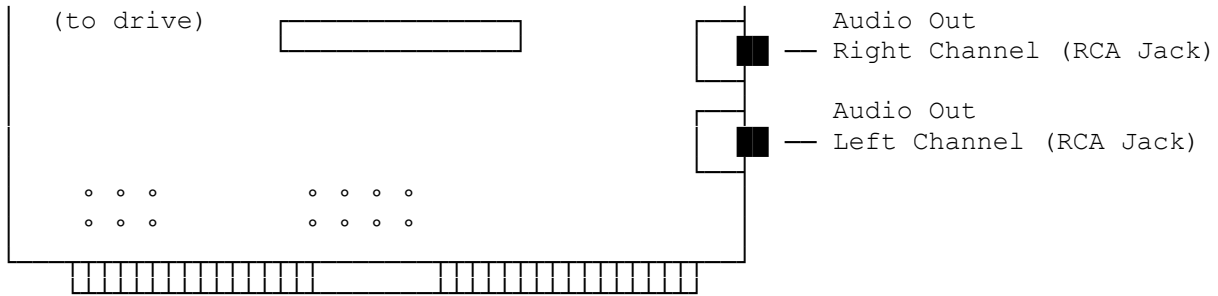 (to drive)
Audio Out
Right Channel (RCA Jack)
Audio Out
Left Channel (RCA Jack)